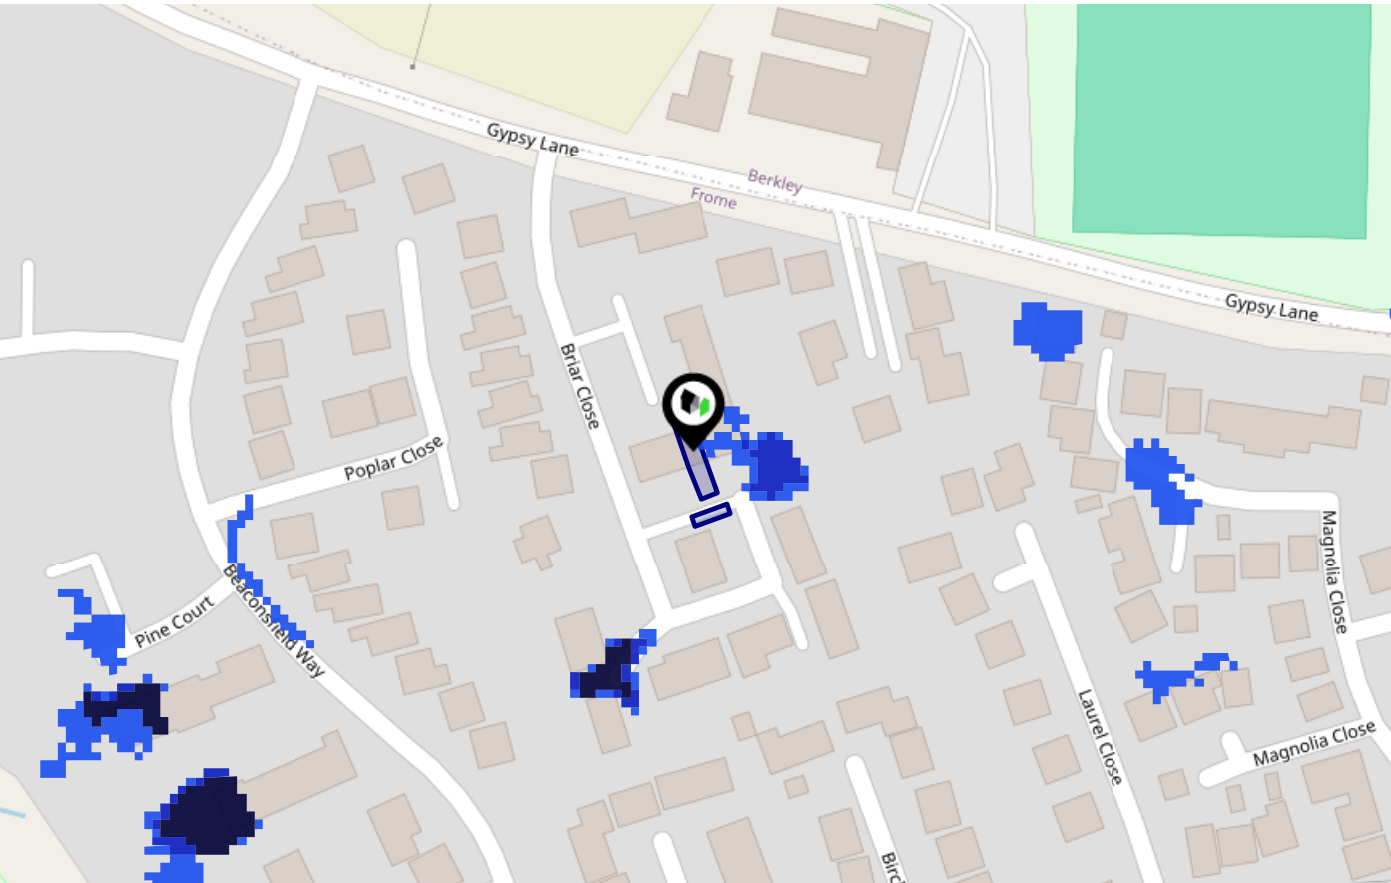 Gypsy Lane
Berkley
Frome
Gypsy Lane
Briar Close
Poplar Close
Magnolia Close
Beaconsfield Way
Pine Court
Laurel Close
Magnolia Close
Birc